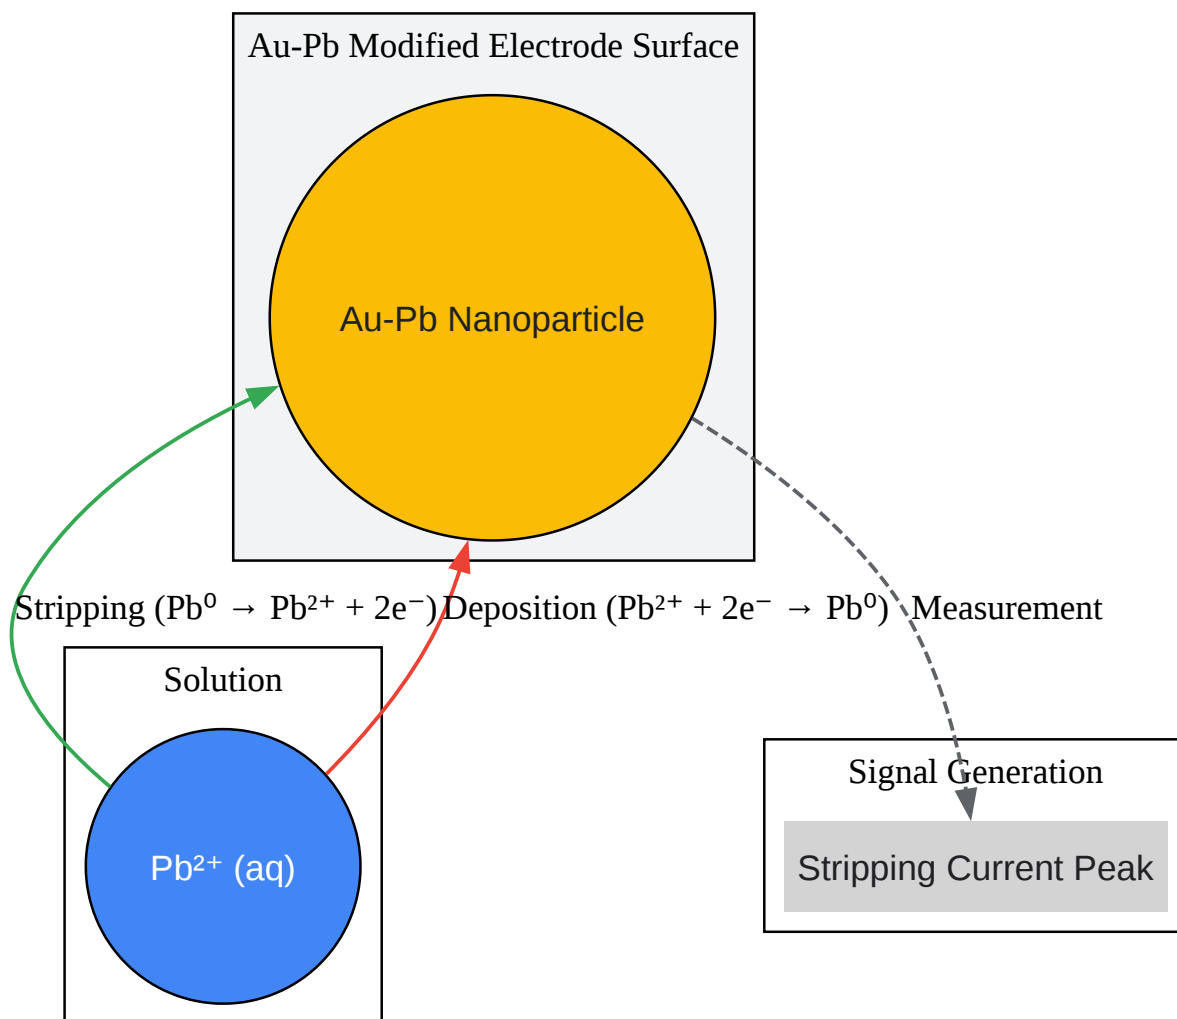 Au-Pb Modified Electrode Surface
Au-Pb Nanoparticle
Stripping (Pb⁰ → Pb²⁺ + 2e⁻)
Deposition (Pb²⁺ + 2e⁻ → Pb⁰)
Measurement
Solution
Pb²⁺ (aq)
Signal Generation
Stripping Current Peak